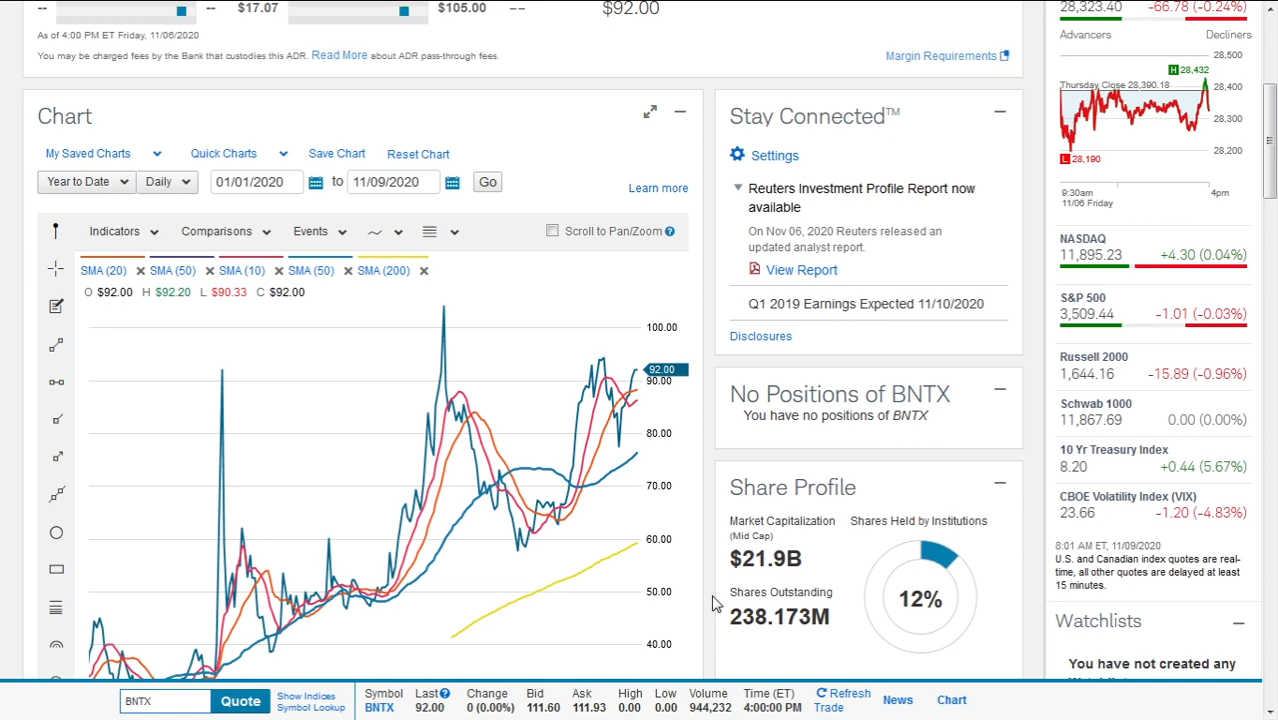 -- -- $17.07 $105.00 -- $92.00
As of 4:00 PM ET Friday, 11/06/2020
You may be charged fees by the Bank that custodies this ADR. Read More about ADR pass-through fees.
Margin Requirements
Chart
My Saved Charts Quick Charts Save Chart Reset Chart
Year to Date Daily 01/01/2020 to 11/09/2020 Go
Learn more
Indicators Comparisons Events Scroll to Pan/Zoom
SMA (20) SMA (50) SMA (10) SMA (50) SMA (200)
O $92.00 H $92.20 L $90.33 C $92.00
100.00
92.00
90.00
80.00
70.00
60.00
50.00
40.00
Stay Connected™
Settings
Reuters Investment Profile Report now
available
On Nov 06, 2020 Reuters released an
updated analyst report.
View Report
Q1 2019 Earnings Expected 11/10/2020
Disclosures
No Positions of BNTX
You have no positions of BNTX
Share Profile
Market Capitalization
(Mid Cap)
$21.9B
Shares Outstanding
238.173M
Shares Held by Institutions
12%
28,323.40 -66.78 (-0.24%)
Advancers Decliners
28,500
H 28,432
Thursday Close 28,390.18
28,400
28,300
28,200
L 28,190
9:30am 4pm
11/06 Friday
NASDAQ
11,895.23 +4.30 (0.04%)
S&P 500
3,509.44 -1.01 (-0.03%)
Russell 2000
1,644.16 -15.89 (-0.96%)
Schwab 1000
11,867.69 0.00 (0.00%)
10 Yr Treasury Index
8.20 +0.44 (5.67%)
CBOE Volatility Index (VIX)
23.66 -1.20 (-4.83%)
8:01 AM ET, 11/09/2020
U.S. and Canadian index quotes are real-
time, all other quotes are delayed at least
15 minutes.
Watchlists
You have not created any
BNTX Quote
Show Indices
Symbol Lookup
Symbol Last Change Bid Ask High Low Volume Time (ET) Refresh
BNTX 92.00 0 (0.00%) 111.60 111.93 0.00 0.00 944,232 4:00:00 PM Trade
News Chart